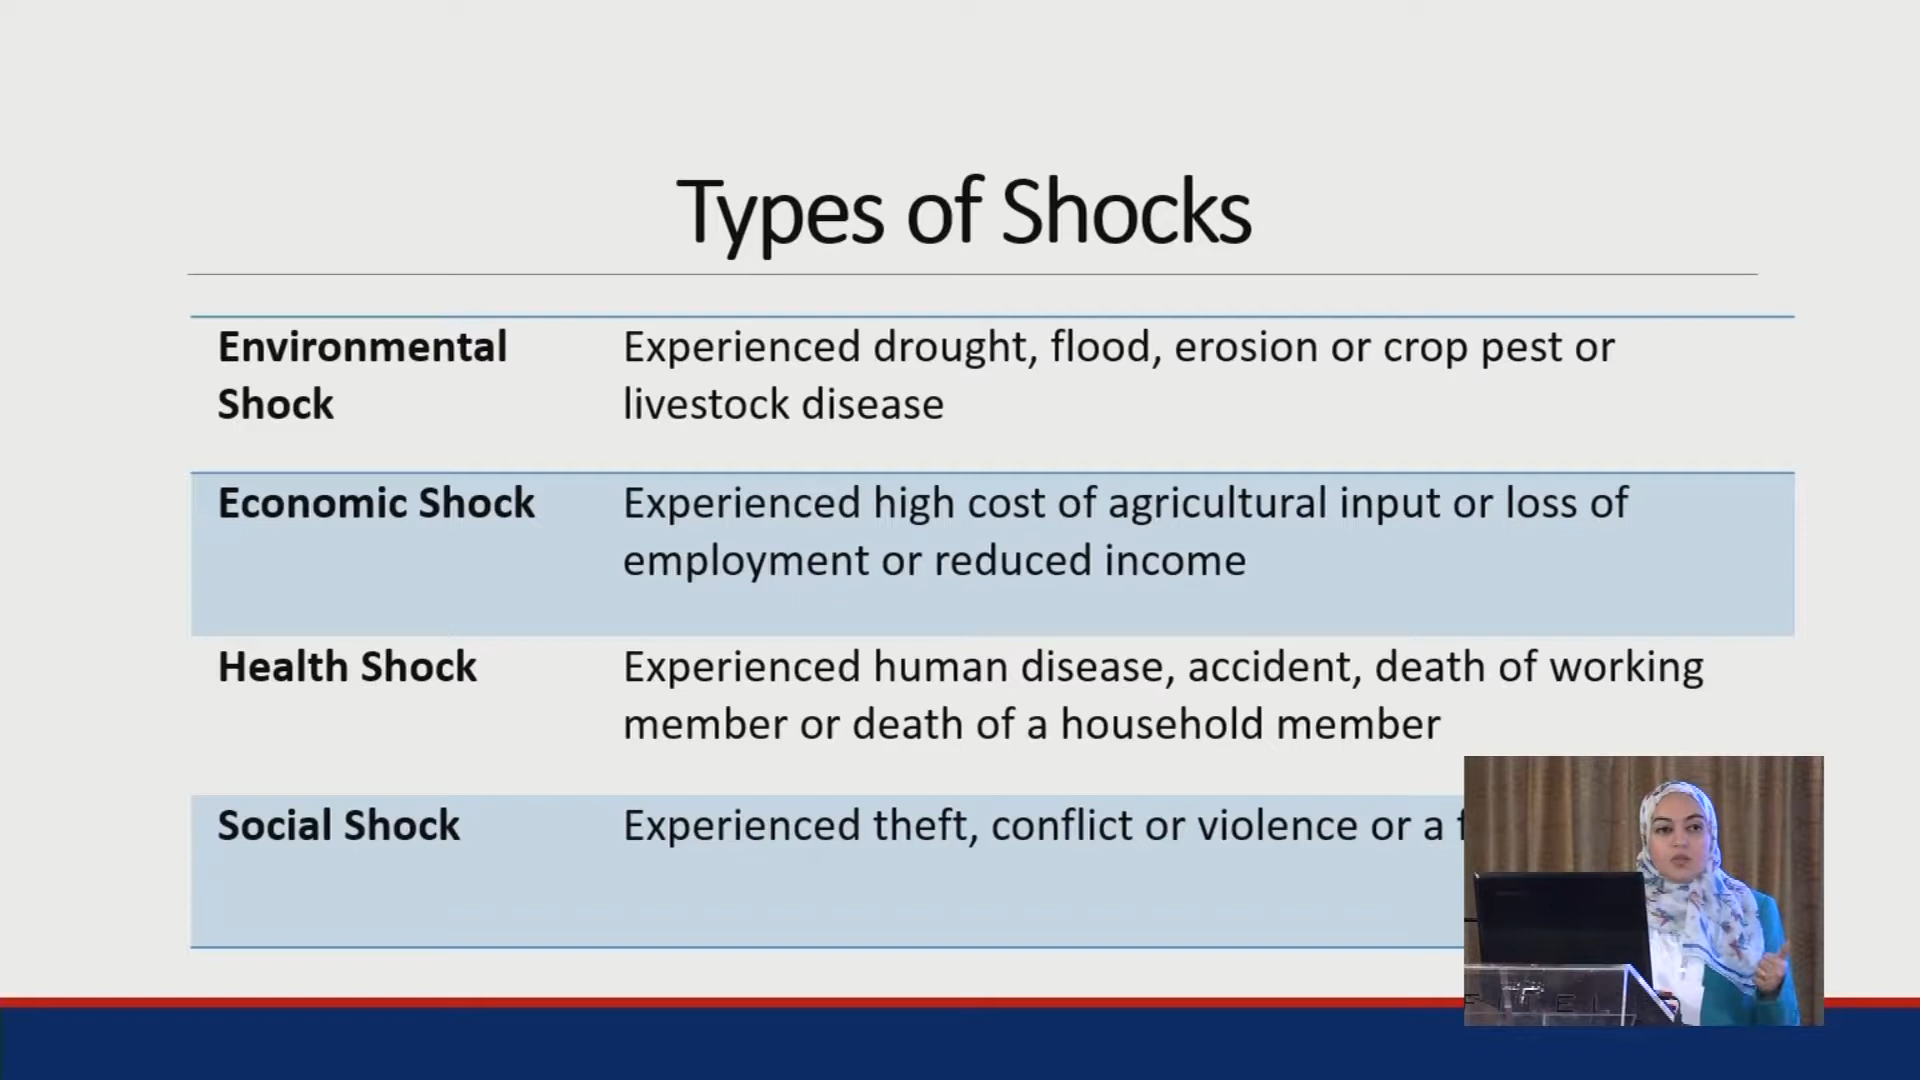 Types of Shocks
Environmental
Shock
Experienced drought, flood, erosion or crop pest or
livestock disease
Economic Shock
Experienced high cost of agricultural input or loss of
employment or reduced income
Health Shock
Experienced human disease, accident, death of working
member or death of a household member
Social Shock
Experienced theft, conflict or violence or a